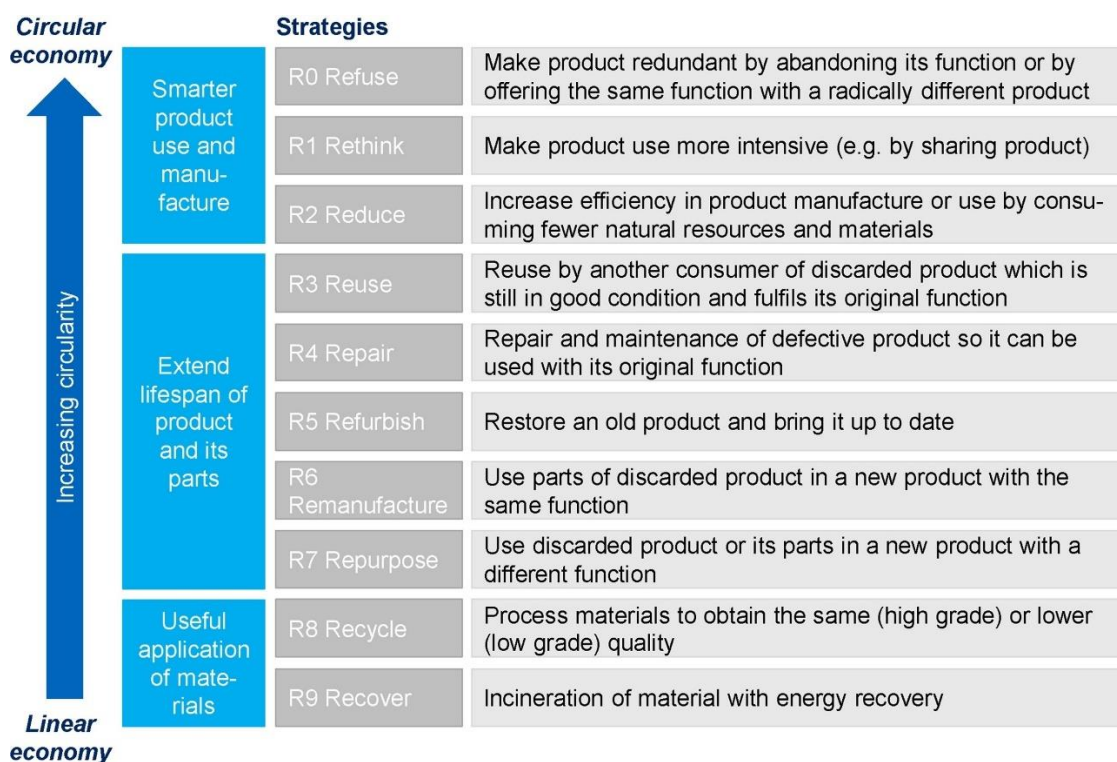 Circular
economy
Strategies
Smarter
product
use and
manu-
facture
R0 Refuse
Make product redundant by abandoning its function or by
offering the same function with a radically different product
R1 Rethink
Make product use more intensive (e.g. by sharing product)
R2 Reduce
Increase efficiency in product manufacture or use by consu-
ming fewer natural resources and materials
Increasing circularity
Extend
lifespan of
product
and its
parts
R3 Reuse
Reuse by another consumer of discarded product which is
still in good condition and fulfils its original function
R4 Repair
Repair and maintenance of defective product so it can be
used with its original function
R5 Refurbish
Restore an old product and bring it up to date
R6
Remanufacture
Use parts of discarded product in a new product with the
same function
R7 Repurpose
Use discarded product or its parts in a new product with a
different function
Useful
application
of mate-
rials
R8 Recycle
Process materials to obtain the same (high grade) or lower
(low grade) quality
R9 Recover
Incineration of material with energy recovery
Linear
economy